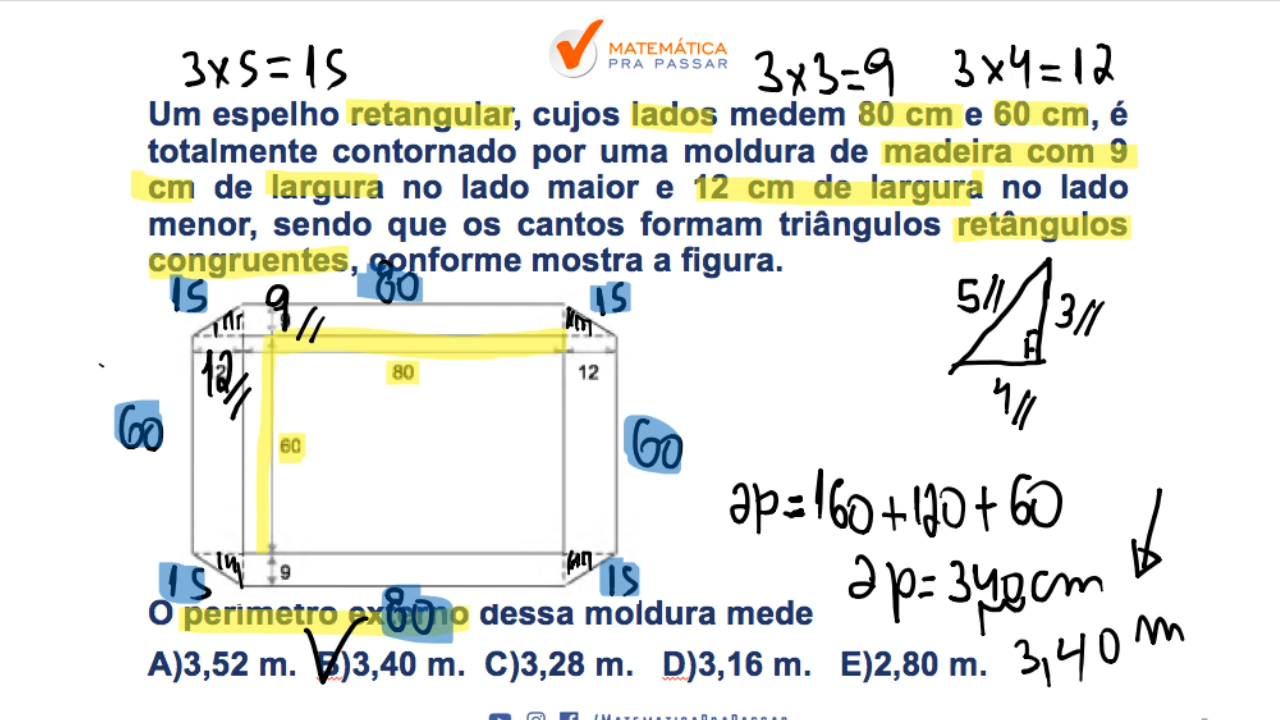 3x5=15
MATEMÁTICA
PRA PASSAR
3x3=9
3x4=12
Um espelho retangular, cujos lados medem 80 cm e 60 cm, é
totalmente contornado por uma moldura de madeira com 9
cm de largura no lado maior e 12 cm de largura no lado
menor, sendo que os cantos formam triângulos retângulos
congruentes, conforme mostra a figura.
15
9
80
15
12
80
12
60
60
60
15
9
80
15
5
3
4
2p=160+120+60
2p=340cm
3,40 m
O perímetro externo dessa moldura mede
A)3,52 m. B)3,40 m. C)3,28 m. D)3,16 m. E)2,80 m.
/MATEMATICAPRAPASSAR